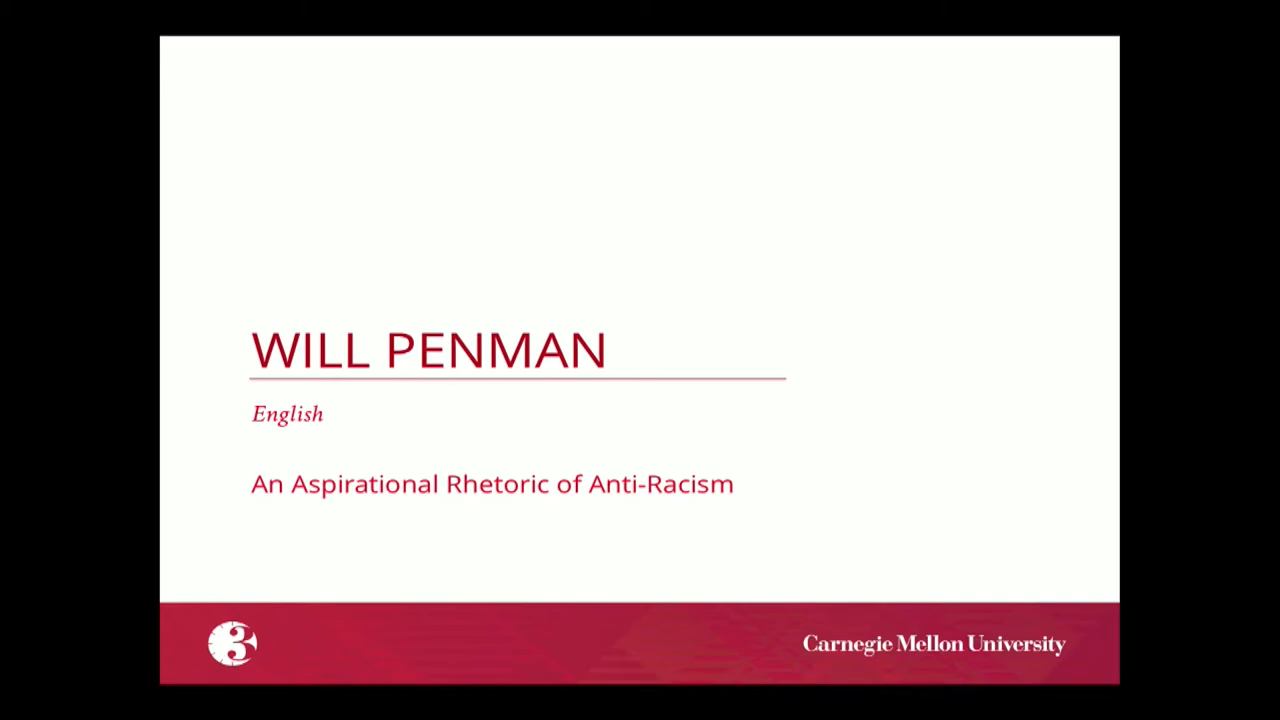 WILL PENMAN
English
An Aspirational Rhetoric of Anti-Racism
3
Carnegie Mellon University